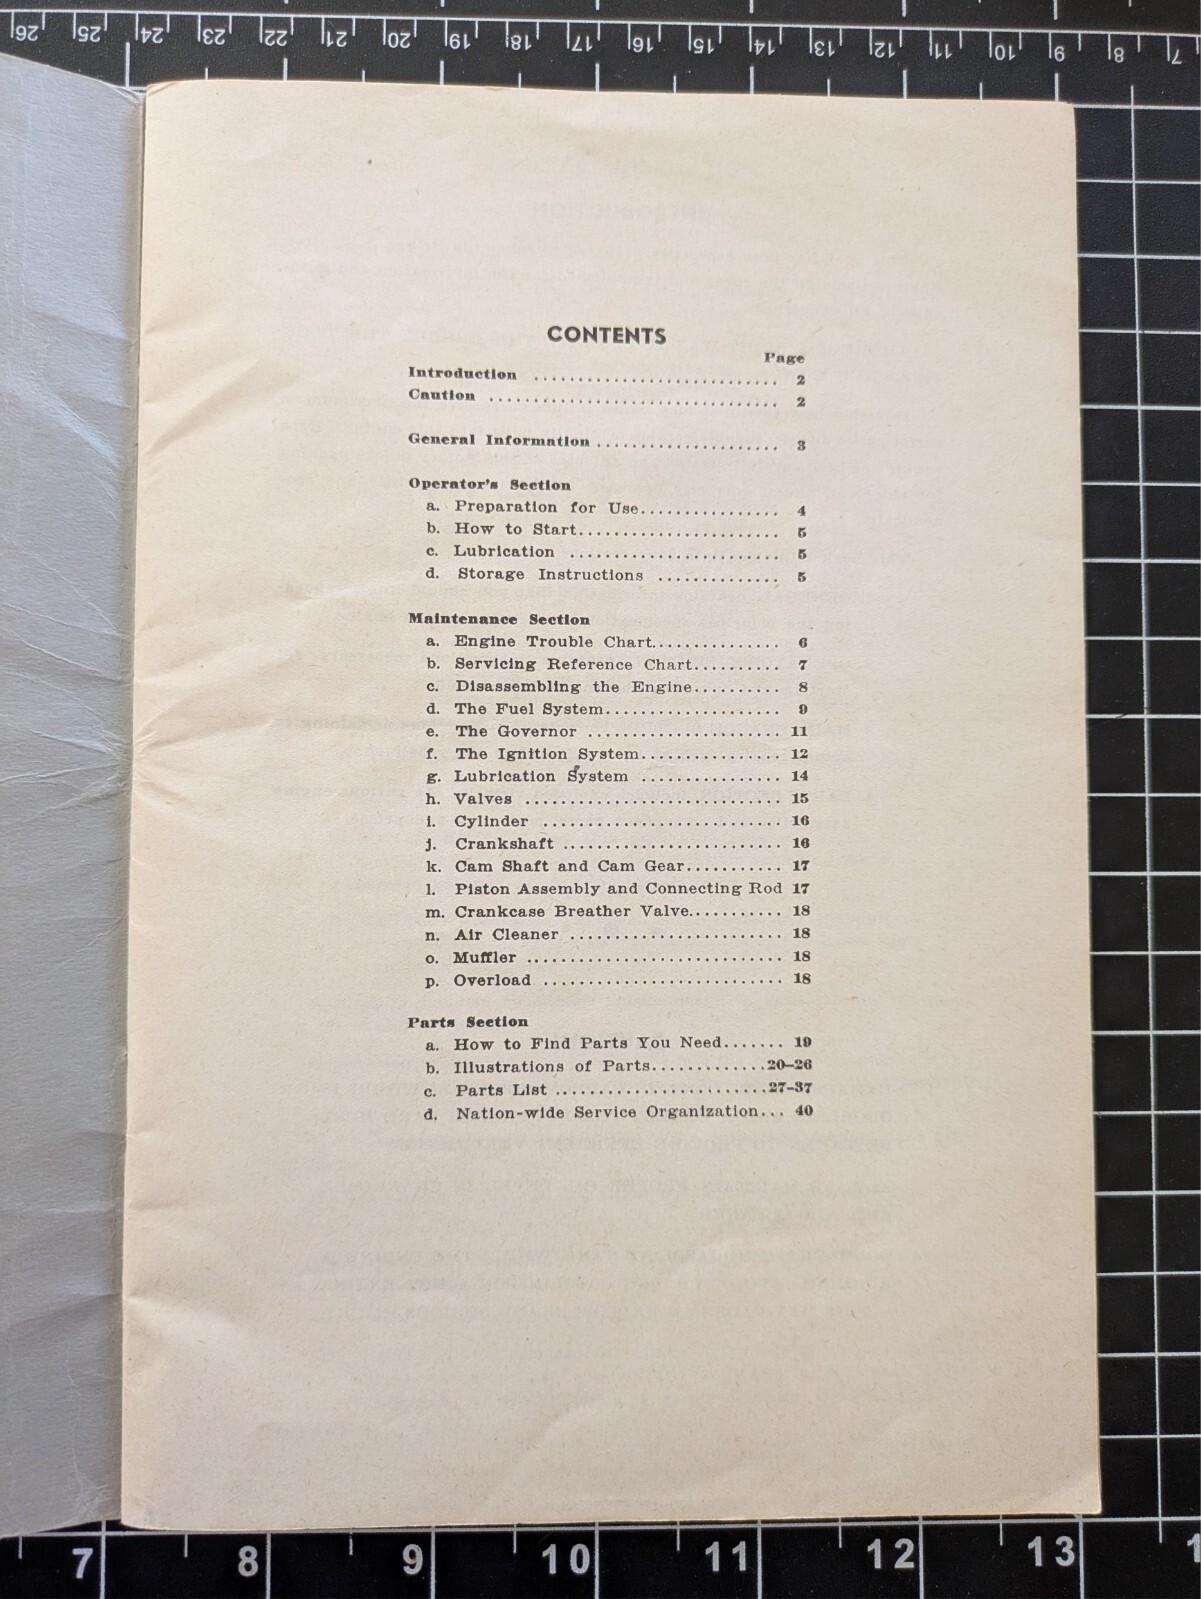 26 25 24 23 22 21 20 19 18 17 16 15 14 13 12 11 10 9 8 7
CONTENTS
Page
Introduction ............................ 2
Caution ................................. 2
General Information ..................... 3
Operator's Section
a. Preparation for Use................ 4
b. How to Start....................... 5
c. Lubrication ........................ 5
d. Storage Instructions .............. 5
Maintenance Section
a. Engine Trouble Chart............... 6
b. Servicing Reference Chart.......... 7
c. Disassembling the Engine.......... 8
d. The Fuel System.................... 9
e. The Governor ...................... 11
f. The Ignition System................ 12
g. Lubrication System ................ 14
h. Valves ............................. 15
i. Cylinder ........................... 16
j. Crankshaft ......................... 16
k. Cam Shaft and Cam Gear........... 17
l. Piston Assembly and Connecting Rod 17
m. Crankcase Breather Valve........... 18
n. Air Cleaner ........................ 18
o. Muffler ............................. 18
p. Overload ........................... 18
Parts Section
a. How to Find Parts You Need....... 19
b. Illustrations of Parts.............20–26
c. Parts List ........................27–37
d. Nation-wide Service Organization... 40
7 8 9 10 11 12 13